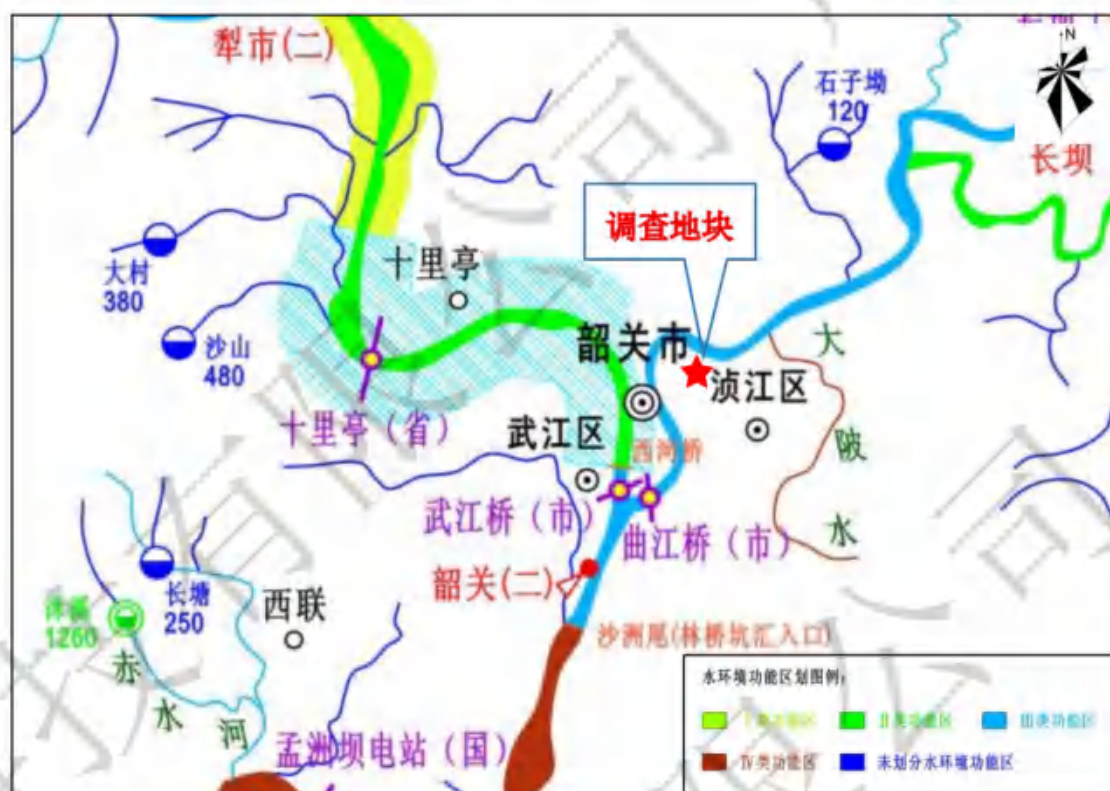 犁市(二)
N
石子坳
120
长坝
调查地块
十里亭
大村
380
韶关市
沙山
480
浈江区
大
陂
水
十里亭（省）
武江区
西河桥
武江桥（市）
曲江桥（市）
韶关(二)
长塘
250
西联
1260
沙洲尾(林桥坑汇入口)
赤
水
河
孟洲坝电站（国）
水环境功能区划图例:
II类功能区
III类功能区
IV类功能区
未划分水环境功能区